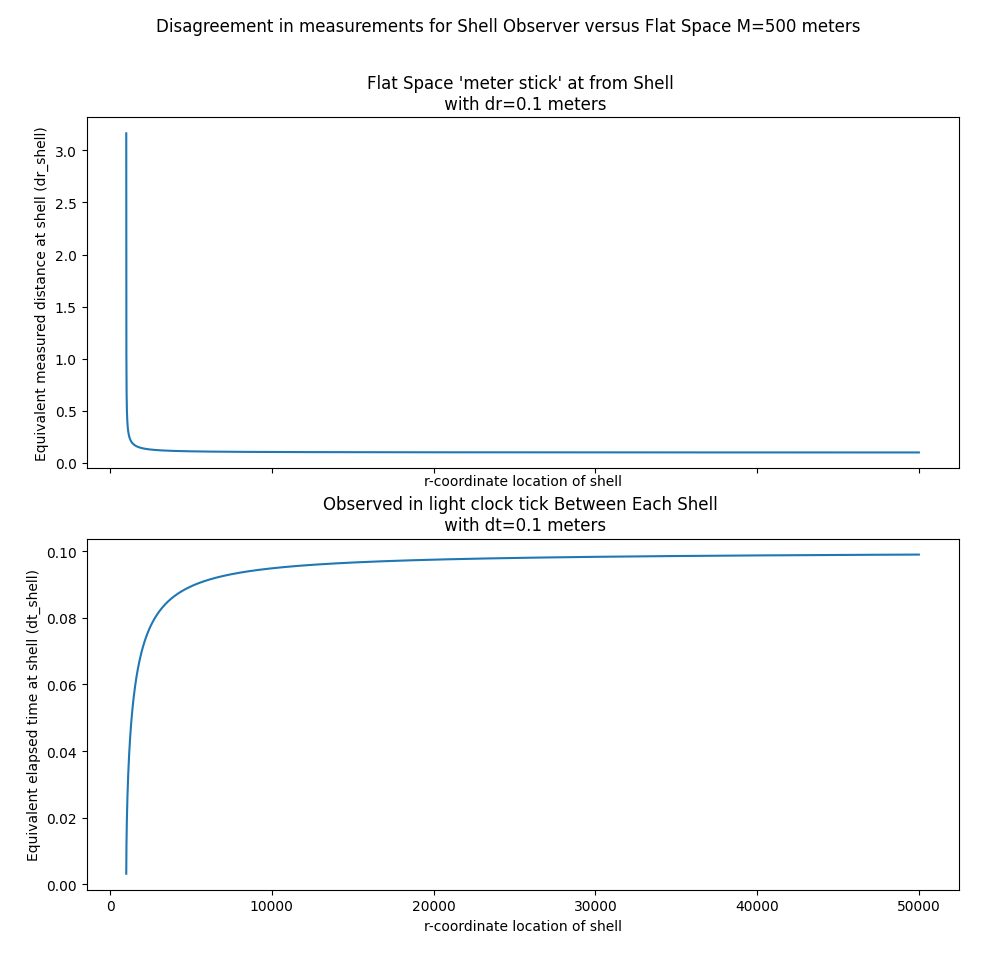 Disagreement in measurements for Shell Observer versus Flat Space M=500 meters
Flat Space 'meter stick' at from Shell
with dr=0.1 meters
Equivalent measured distance at shell (dr_shell)
3.0
2.5
2.0
1.5
1.0
0.5
0.0
r-coordinate location of shell
Observed in light clock tick Between Each Shell
with dt=0.1 meters
Equivalent elapsed time at shell (dt_shell)
0.10
0.08
0.06
0.04
0.02
0.00
0 10000 20000 30000 40000 50000
r-coordinate location of shell